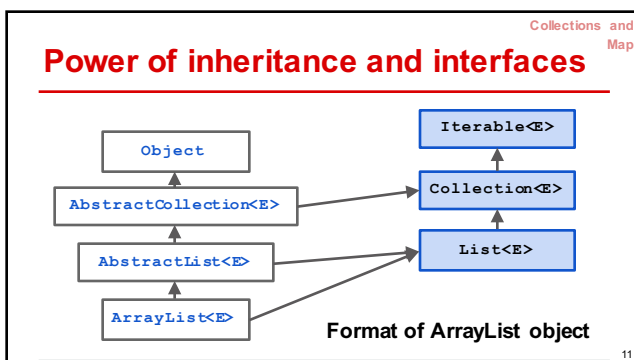 Collections and
Map
Power of inheritance and interfaces
Object
AbstractCollection<E>
AbstractList<E>
ArrayList<E>
Iterable<E>
Collection<E>
List<E>
Format of ArrayList object
11